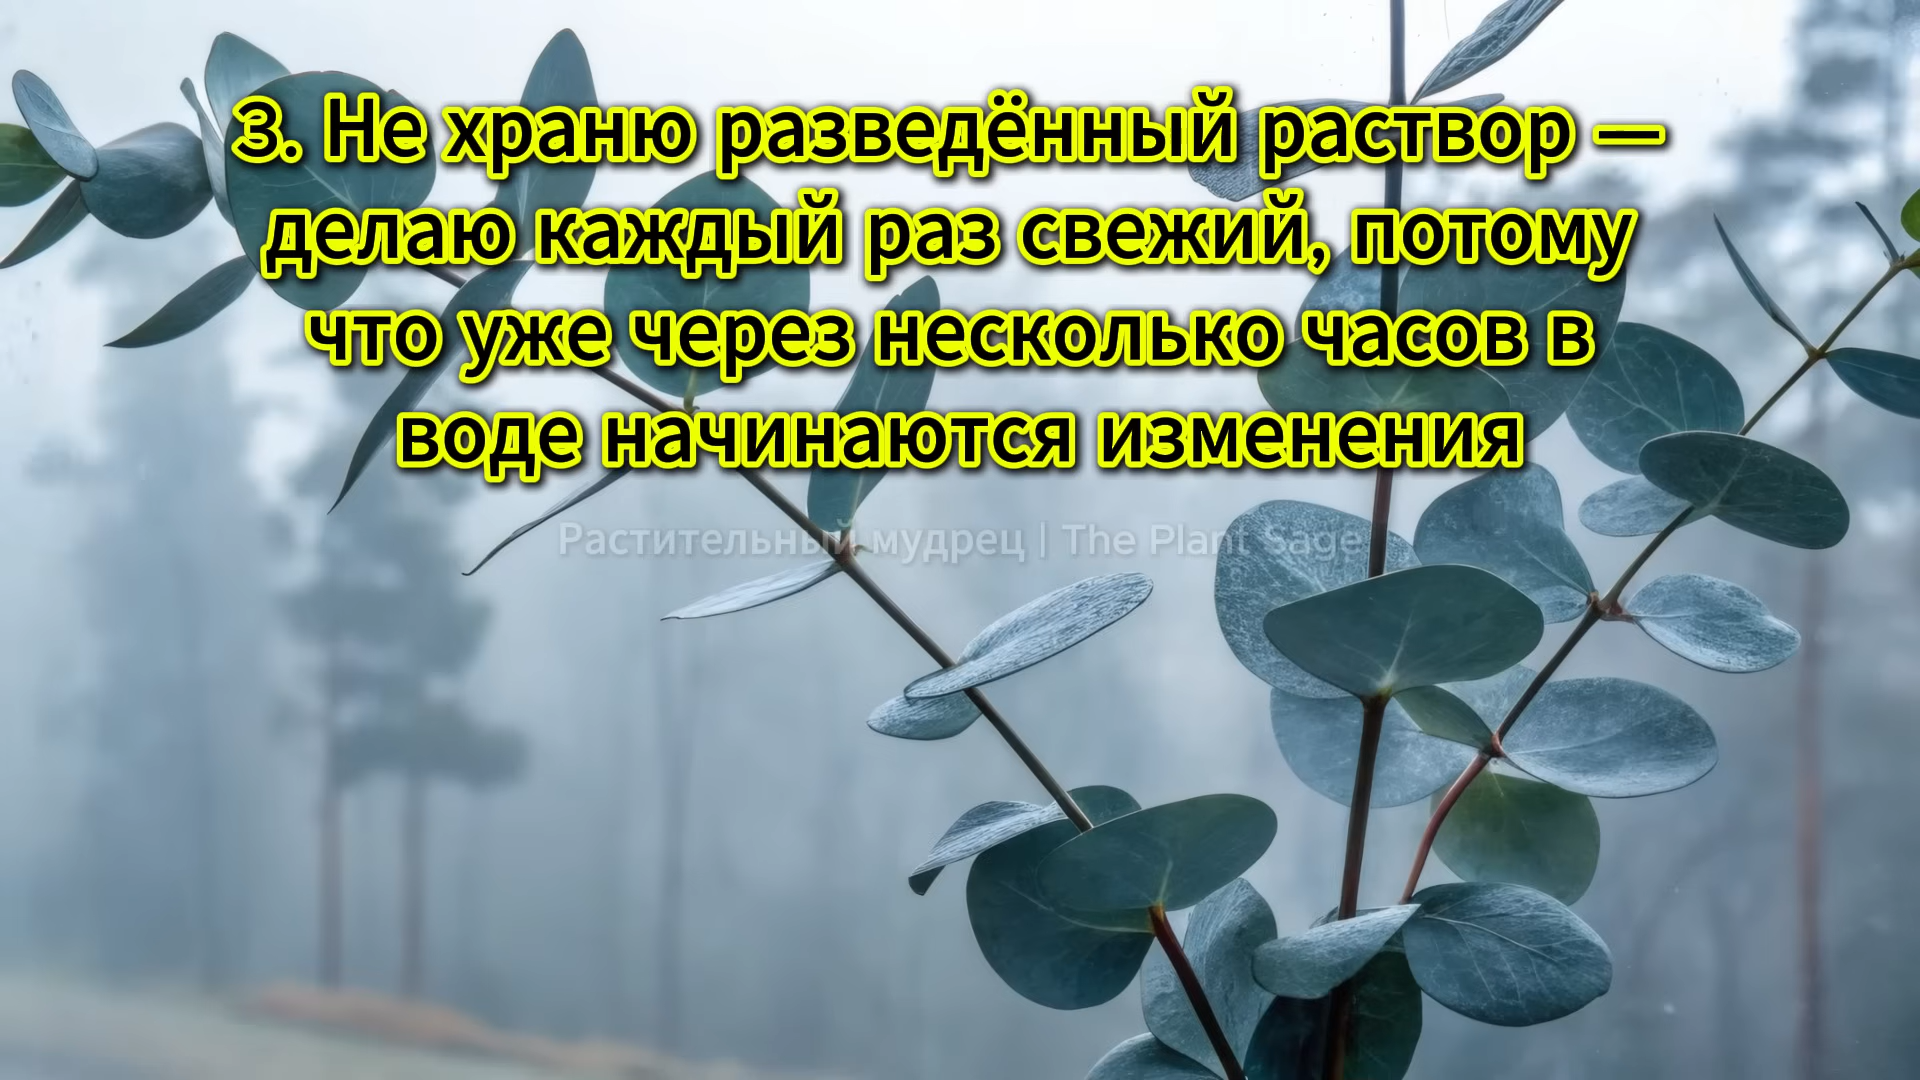 3. Не храню разведённый раствор —
делаю каждый раз свежий, потому
что уже через несколько часов в
воде начинаются изменения
Растительный мудрец | The Plant Sage